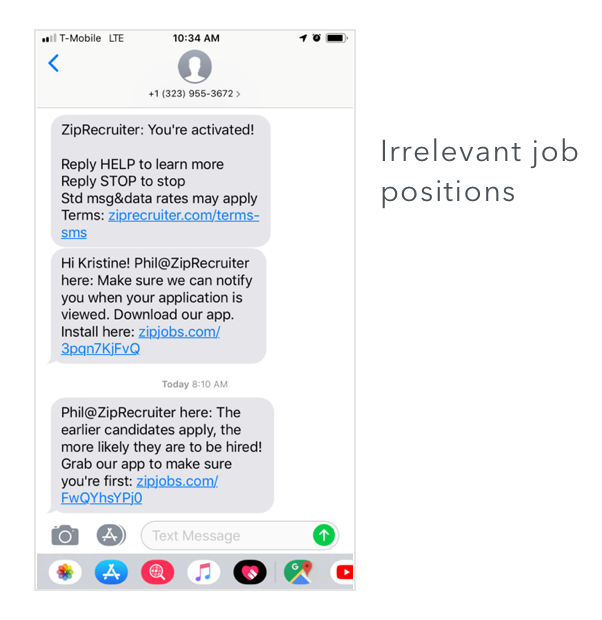 T-Mobile LTE 10:34 AM
+1 (323) 955-3672 >
ZipRecruiter: You're activated!
Reply HELP to learn more
Reply STOP to stop
Std msg&data rates may apply
Terms: ziprecruiter.com/terms-
sms
Hi Kristine! Phil@ZipRecruiter
here: Make sure we can notify
you when your application is
viewed. Download our app.
Install here: zipjobs.com/
3pqn7KjFvQ
Today 8:10 AM
Phil@ZipRecruiter here: The
earlier candidates apply, the
more likely they are to be hired!
Grab our app to make sure
you're first: zipjobs.com/
FwQYhsYPj0
Text Message
Irrelevant job
positions